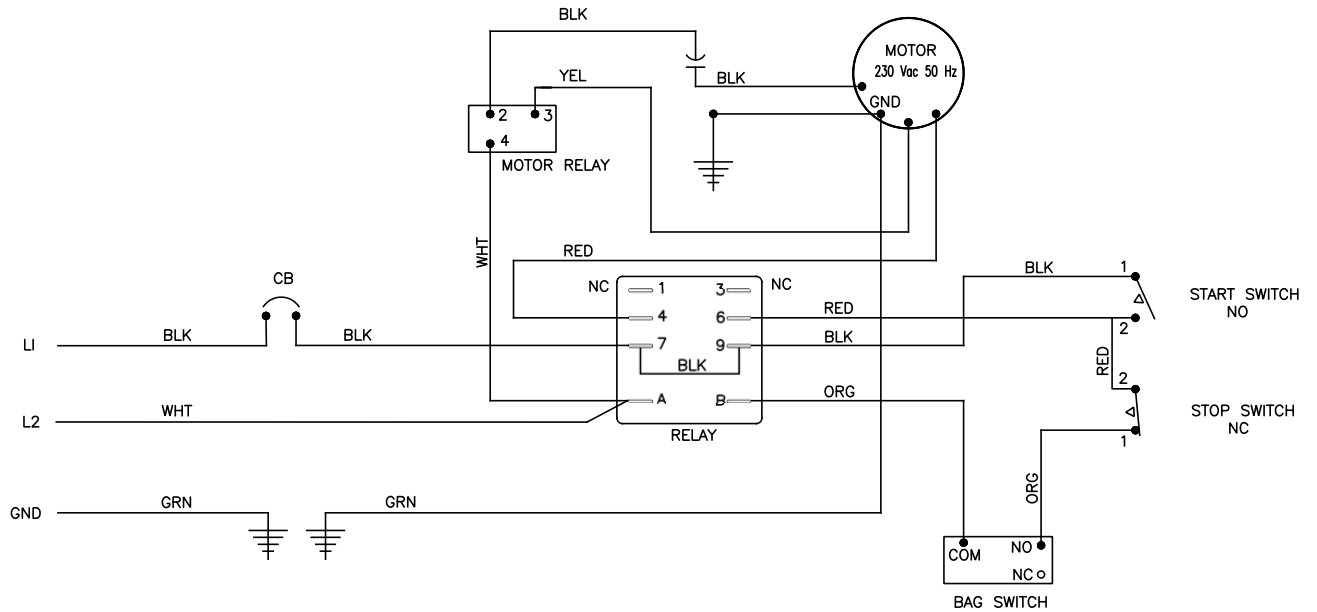 BLK
MOTOR
230 Vac 50 Hz
YEL
BLK
GND
2 3
4
MOTOR RELAY
WHT
RED
NC 1 3 NC
BLK 1
CB
START SWITCH
NO
4 6 RED
2
L1 BLK BLK
7 9 BLK
BLK
RED
2
A B ORG
L2 WHT
STOP SWITCH
NC
1
RELAY
ORG
GND GRN GRN
COM NO
NC
BAG SWITCH